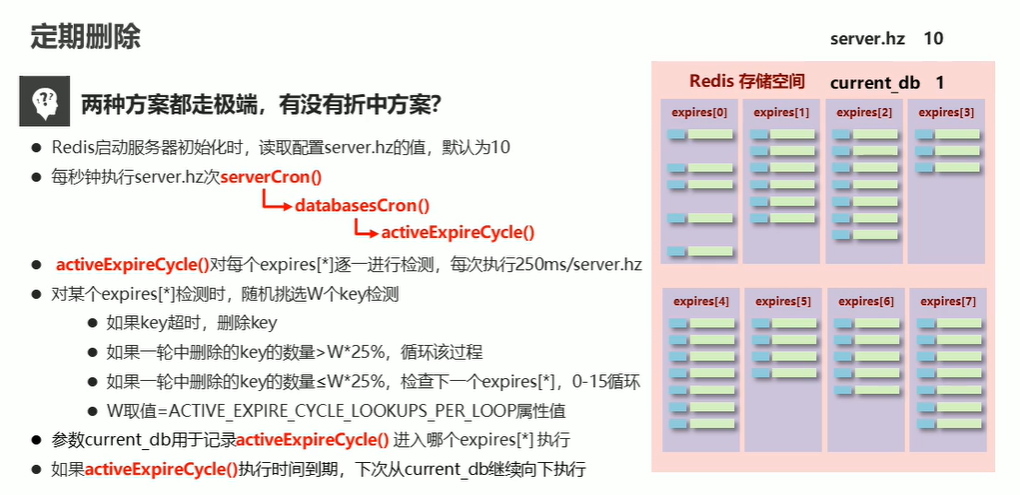 定期删除
server.hz 10
Redis 存储空间 current_db 1
两种方案都走极端，有没有折中方案？
Redis启动服务器初始化时，读取配置server.hz的值，默认为10
每秒钟执行server.hz次serverCron()
databasesCron()
activeExpireCycle()
activeExpireCycle()对每个expires[*]逐一进行检测，每次执行250ms/server.hz
对某个expires[*]检测时，随机挑选W个key检测
如果key超时，删除key
如果一轮中删除的key的数量>W*25%，循环该过程
如果一轮中删除的key的数量≤W*25%，检查下一个expires[*]，0-15循环
W取值=ACTIVE_EXPIRE_CYCLE_LOOKUPS_PER_LOOP属性值
参数current_db用于记录activeExpireCycle() 进入哪个expires[*] 执行
如果activeExpireCycle()执行时间到期，下次从current_db继续向下执行
expires[0] expires[1] expires[2] expires[3]
expires[4] expires[5] expires[6] expires[7]